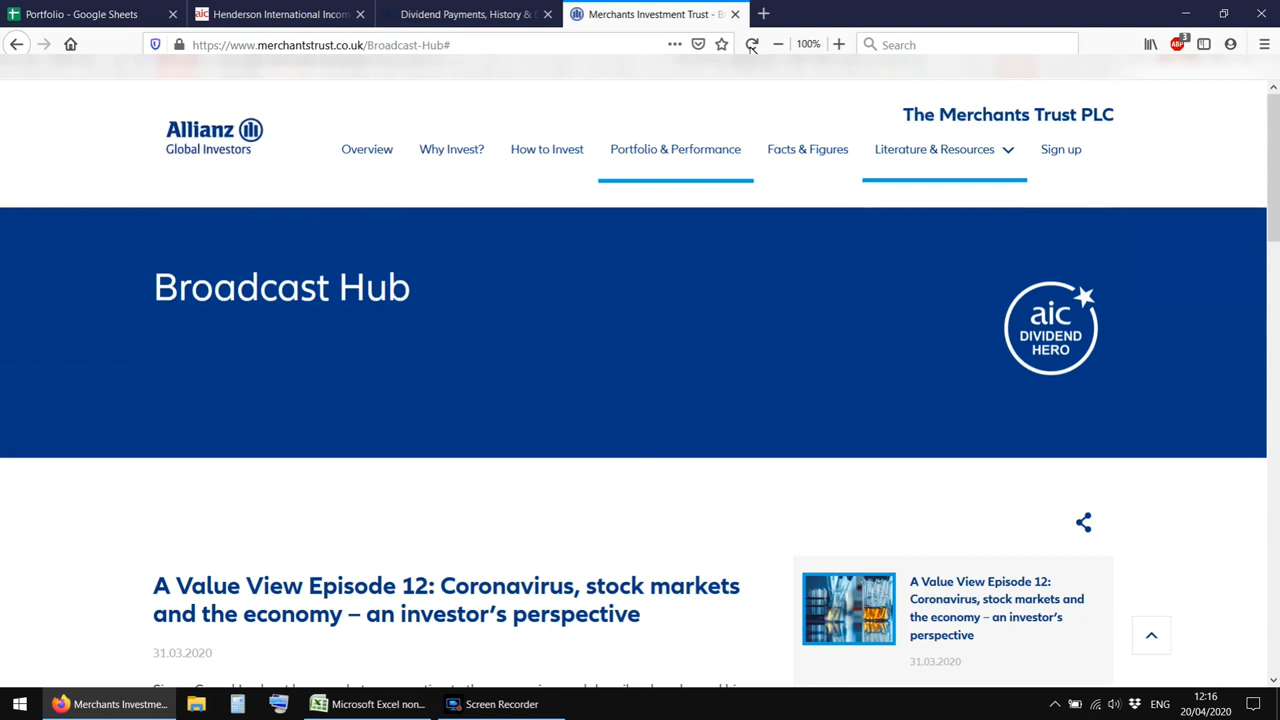 Portfolio - Google Sheets
Henderson International Incom
Dividend Payments, History &
Merchants Investment Trust - B
https://www.merchantstrust.co.uk/Broadcast-Hub#
100%
Search
ABP
3
Allianz
Global Investors
The Merchants Trust PLC
Overview
Why Invest?
How to Invest
Portfolio & Performance
Facts & Figures
Literature & Resources
Sign up
Broadcast Hub
aic
DIVIDEND
HERO
A Value View Episode 12: Coronavirus, stock markets
and the economy – an investor's perspective
31.03.2020
A Value View Episode 12:
Coronavirus, stock markets and
the economy – an investor's
perspective
31.03.2020
Merchants Investme...
Microsoft Excel non...
Screen Recorder
ENG
12:16
20/04/2020